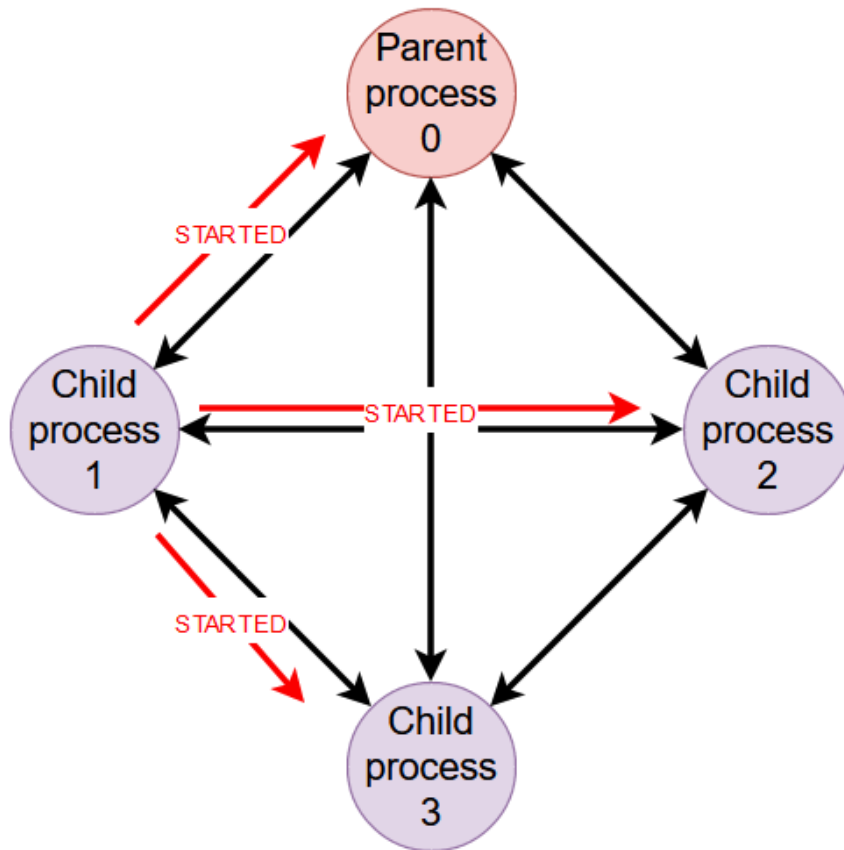 Parent
process
0
STARTED
Child
process
1
STARTED
Child
process
2
STARTED
Child
process
3